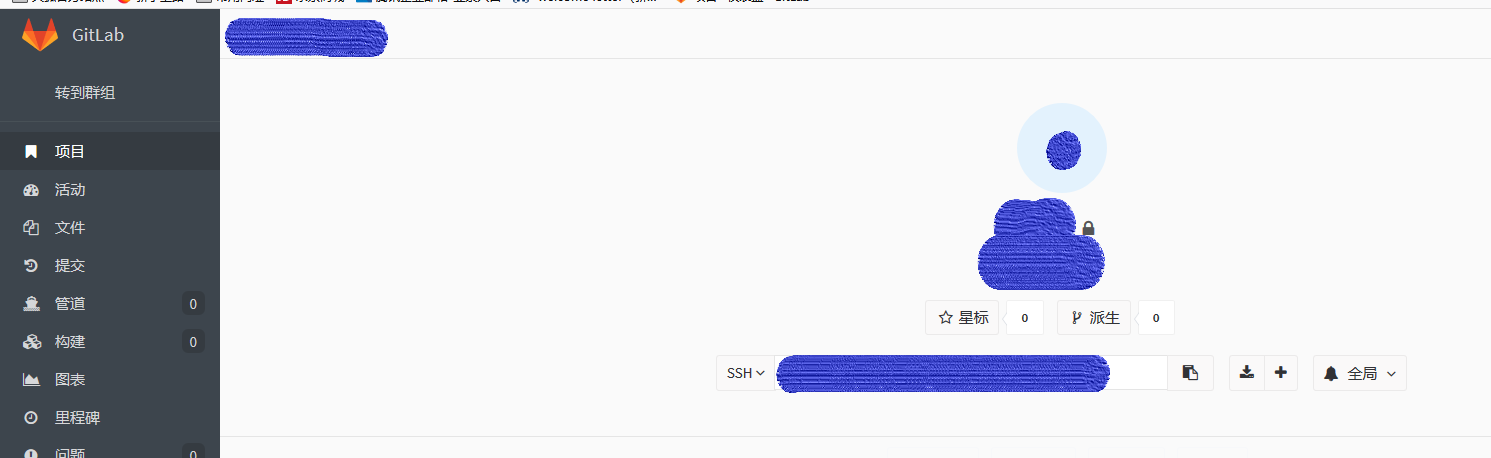 GitLab
转到群组
项目
活动
文件
提交
管道 0
构建 0
图表
里程碑
问题 0
星标 0 派生 0
SSH 全局